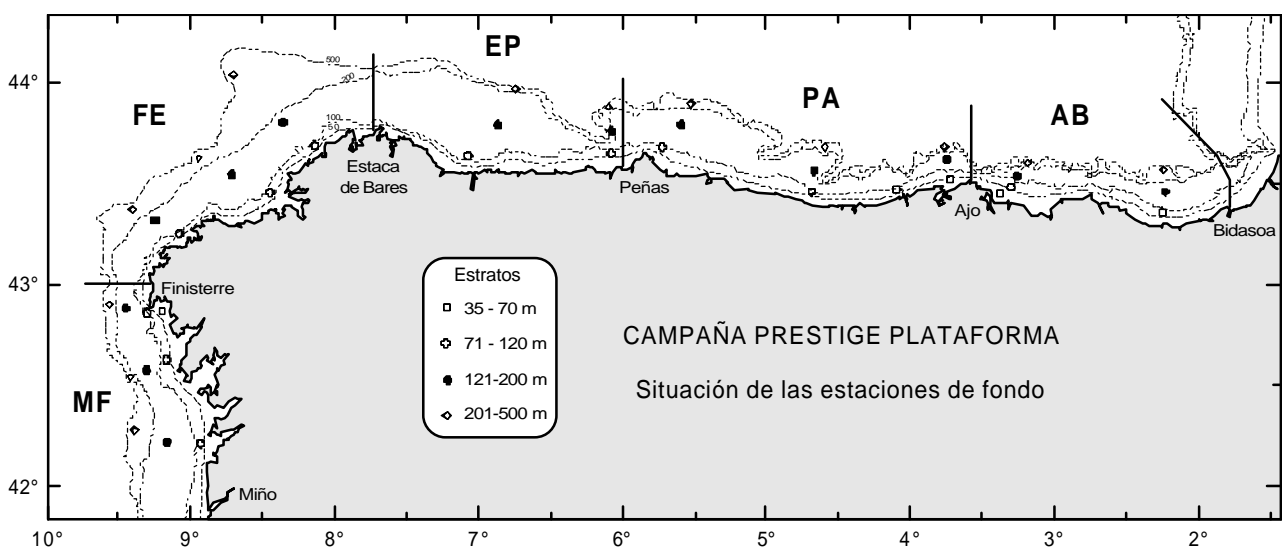 EP
44°
500
200
PA
FE
AB
100
50
Estaca
de Bares
Peñas
Ajo
Bidasoa
43°
Finisterre
Estratos
35 - 70 m
71 - 120 m
121-200 m
201-500 m
CAMPAÑA PRESTIGE PLATAFORMA
Situación de las estaciones de fondo
MF
42°
Miño
10° 9° 8° 7° 6° 5° 4° 3° 2°